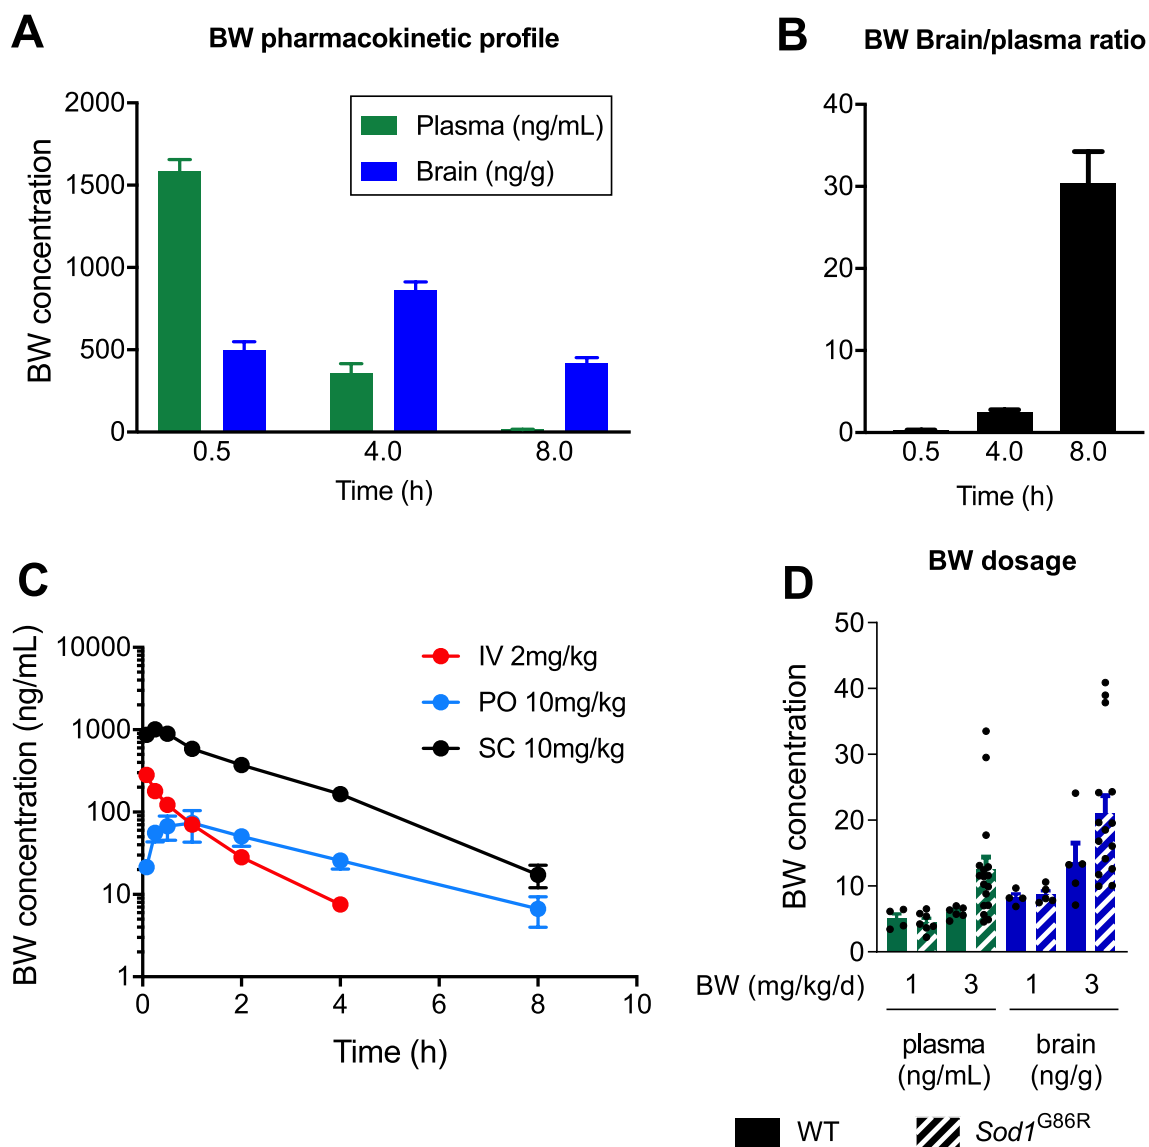 A
BW pharmacokinetic profile
2000
1500
1000
500
0
BW concentration
Plasma (ng/mL)
Brain (ng/g)
0.5
4.0
8.0
Time (h)
B
BW Brain/plasma ratio
40
30
20
10
0
0.5
4.0
8.0
Time (h)
C
10000
1000
100
10
1
BW concentration (ng/mL)
IV 2mg/kg
PO 10mg/kg
SC 10mg/kg
0
2
4
6
8
10
Time (h)
D
BW dosage
50
40
30
20
10
0
BW concentration
BW (mg/kg/d)
1
3
1
3
plasma
(ng/mL)
brain
(ng/g)
WT
Sod1G86R